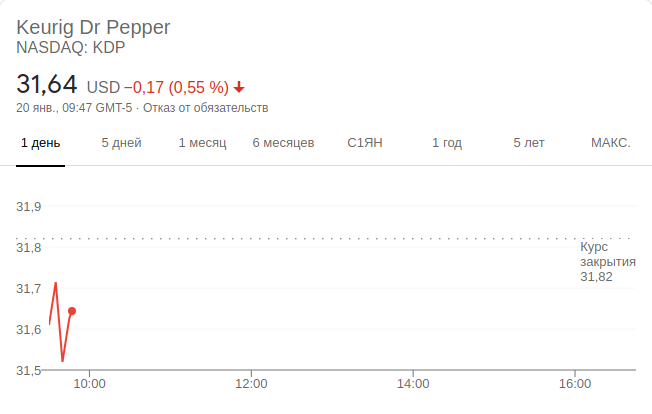 Keurig Dr Pepper
NASDAQ: KDP
31,64 USD −0,17 (0,55 %)
20 янв., 09:47 GMT-5 · Отказ от обязательств
1 день 5 дней 1 месяц 6 месяцев С1ЯН 1 год 5 лет МАКС.
31,9
31,8
Курс
закрытия
31,82
31,7
31,6
31,5
10:00 12:00 14:00 16:00